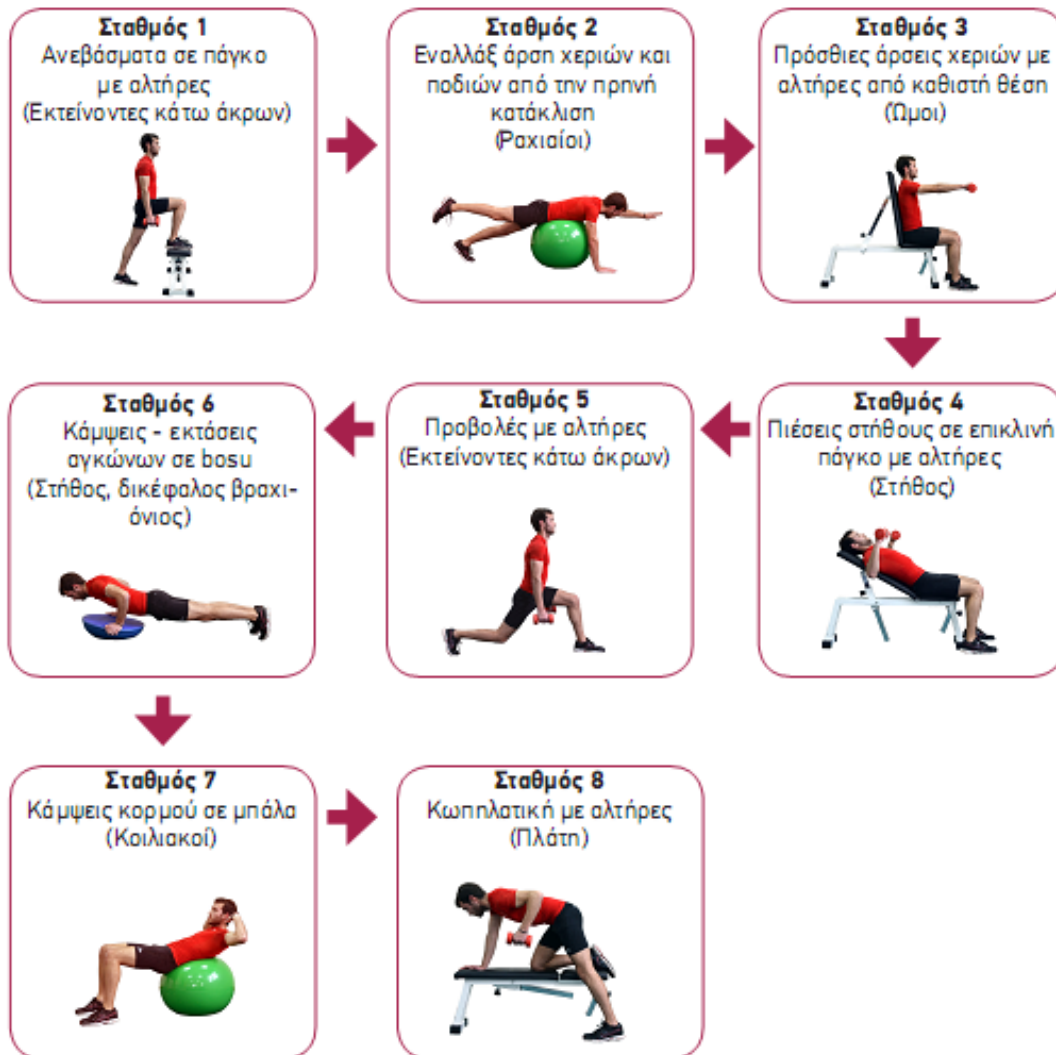 Σταθμός 1
Ανεβάσματα σε πάγκο
με αλτήρες
(Εκτείνοντες κάτω άκρων)
Σταθμός 2
Εναλλάξ άρση χεριών και
ποδιών από την πρηνή
κατάκλιση
(Ραχιαίοι)
Σταθμός 3
Πρόσθιες άρσεις χεριών με
αλτήρες από καθιστή θέση
(Ώμοι)
Σταθμός 4
Πιέσεις στήθους σε επικλινή
πάγκο με αλτήρες
(Στήθος)
Σταθμός 5
Προβολές με αλτήρες
(Εκτείνοντες κάτω άκρων)
Σταθμός 6
Κάμψεις - εκτάσεις
αγκώνων σε bosu
(Στήθος, δικέφαλος βραχι-
όνιος)
Σταθμός 7
Κάμψεις κορμού σε μπάλα
(Κοιλιακοί)
Σταθμός 8
Κωπηλατική με αλτήρες
(Πλάτη)